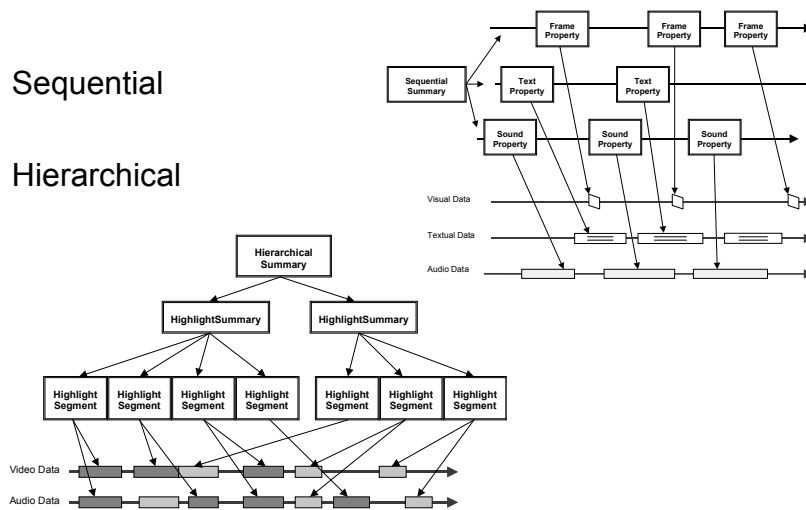 Sequential
Hierarchical
Frame
Property
Frame
Property
Frame
Property
Sequential
Summary
Text
Property
Text
Property
Sound
Property
Sound
Property
Sound
Property
Visual Data
Textual Data
Audio Data
Hierarchical
Summary
HighlightSummary
HighlightSummary
Highlight
Segment
Highlight
Segment
Highlight
Segment
Highlight
Segment
Highlight
Segment
Highlight
Segment
Highlight
Segment
Video Data
Audio Data